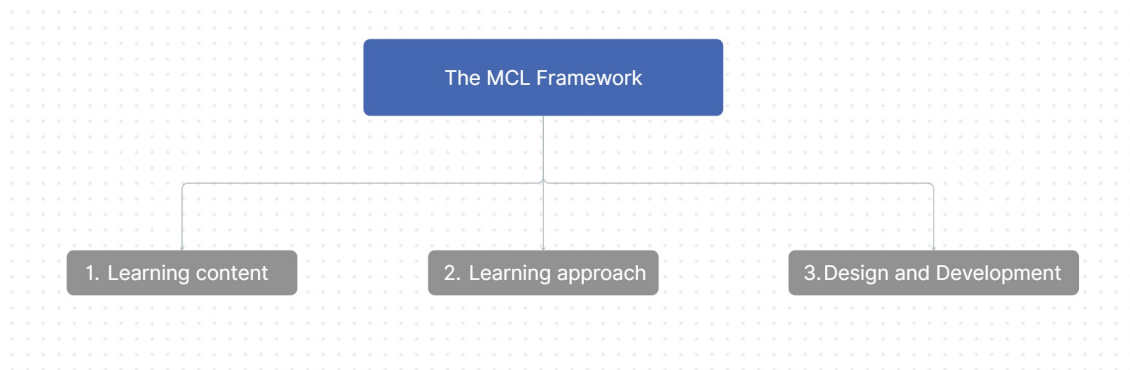 The MCL Framework
1. Learning content
2. Learning approach
3.Design and Development